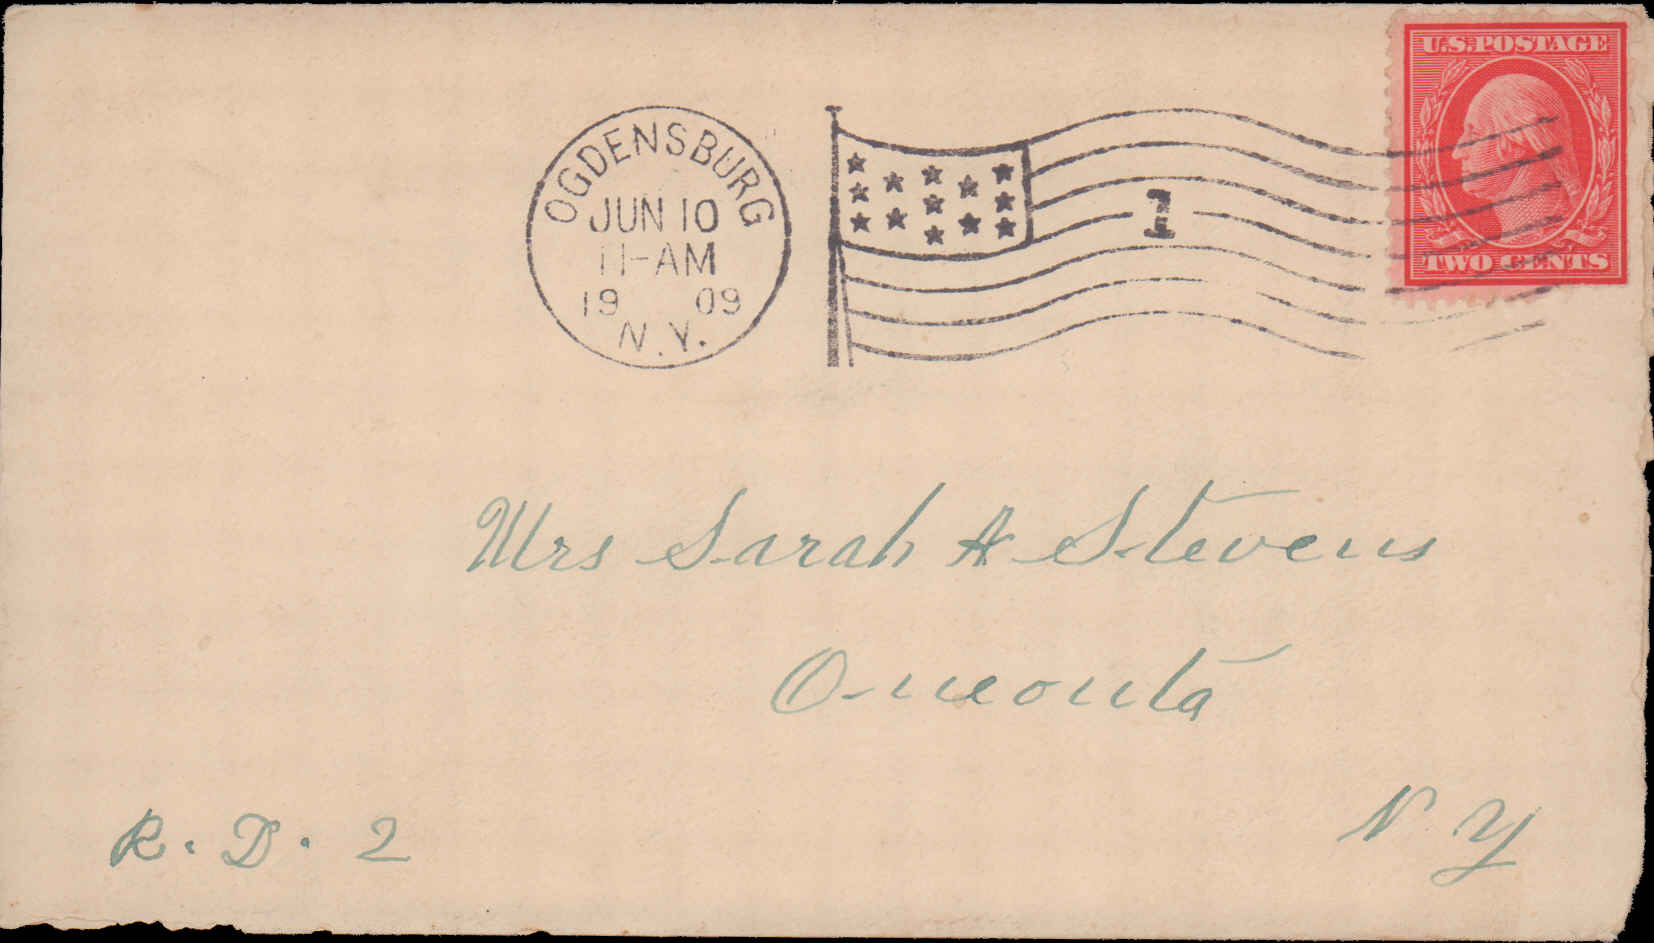 U.S.POSTAGE
TWO CENTS
OGDENSBURG
JUN 10
11-AM
19 09
N.Y.
1
Mrs Sarah A Stevens
Oneonta
N Y
R. D. 2